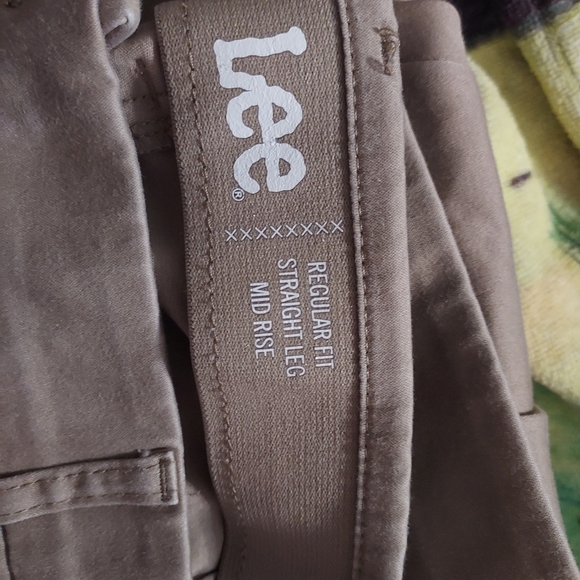 Lee®
XXXXXXXX
REGULAR FIT
STRAIGHT LEG
MID RISE